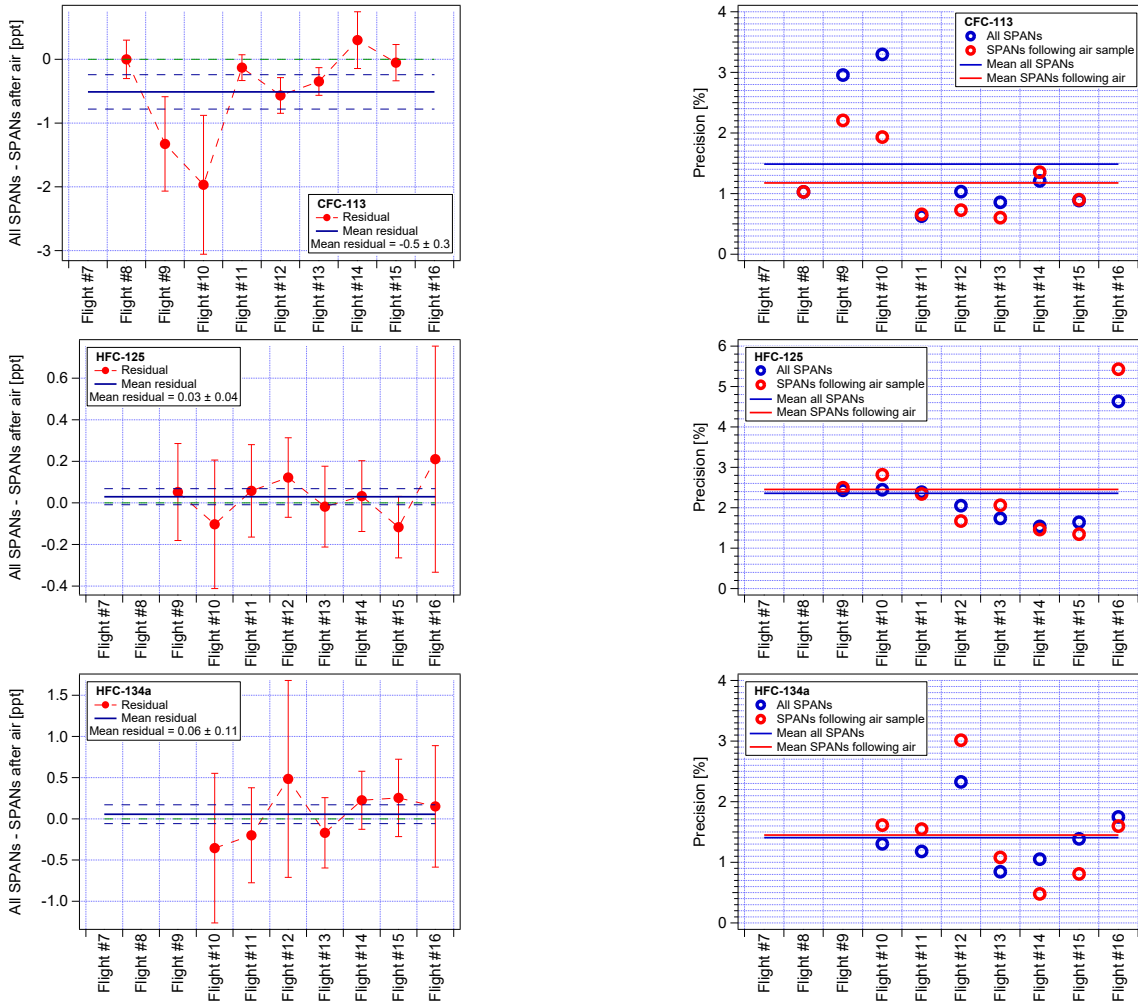 All SPANs - SPANs after air [ppt]
0
-1
-2
-3
CFC-113
Residual
Mean residual
Mean residual = -0.5 ± 0.3
Flight #7
Flight #8
Flight #9
Flight #10
Flight #11
Flight #12
Flight #13
Flight #14
Flight #15
Flight #16
Precision [%]
4
3
2
1
0
CFC-113
All SPANs
SPANs following air sample
Mean all SPANs
Mean SPANs following air
Flight #7
Flight #8
Flight #9
Flight #10
Flight #11
Flight #12
Flight #13
Flight #14
Flight #15
Flight #16
All SPANs - SPANs after air [ppt]
0.6
0.4
0.2
0.0
-0.2
-0.4
HFC-125
Residual
Mean residual
Mean residual = 0.03 ± 0.04
Flight #7
Flight #8
Flight #9
Flight #10
Flight #11
Flight #12
Flight #13
Flight #14
Flight #15
Flight #16
Precision [%]
6
5
4
3
2
1
0
HFC-125
All SPANs
SPANs following air sample
Mean all SPANs
Mean SPANs following air
Flight #7
Flight #8
Flight #9
Flight #10
Flight #11
Flight #12
Flight #13
Flight #14
Flight #15
Flight #16
All SPANs - SPANs after air [ppt]
1.5
1.0
0.5
0.0
-0.5
-1.0
HFC-134a
Residual
Mean residual
Mean residual = 0.06 ± 0.11
Flight #7
Flight #8
Flight #9
Flight #10
Flight #11
Flight #12
Flight #13
Flight #14
Flight #15
Flight #16
Precision [%]
4
3
2
1
0
HFC-134a
All SPANs
SPANs following air sample
Mean all SPANs
Mean SPANs following air
Flight #7
Flight #8
Flight #9
Flight #10
Flight #11
Flight #12
Flight #13
Flight #14
Flight #15
Flight #16